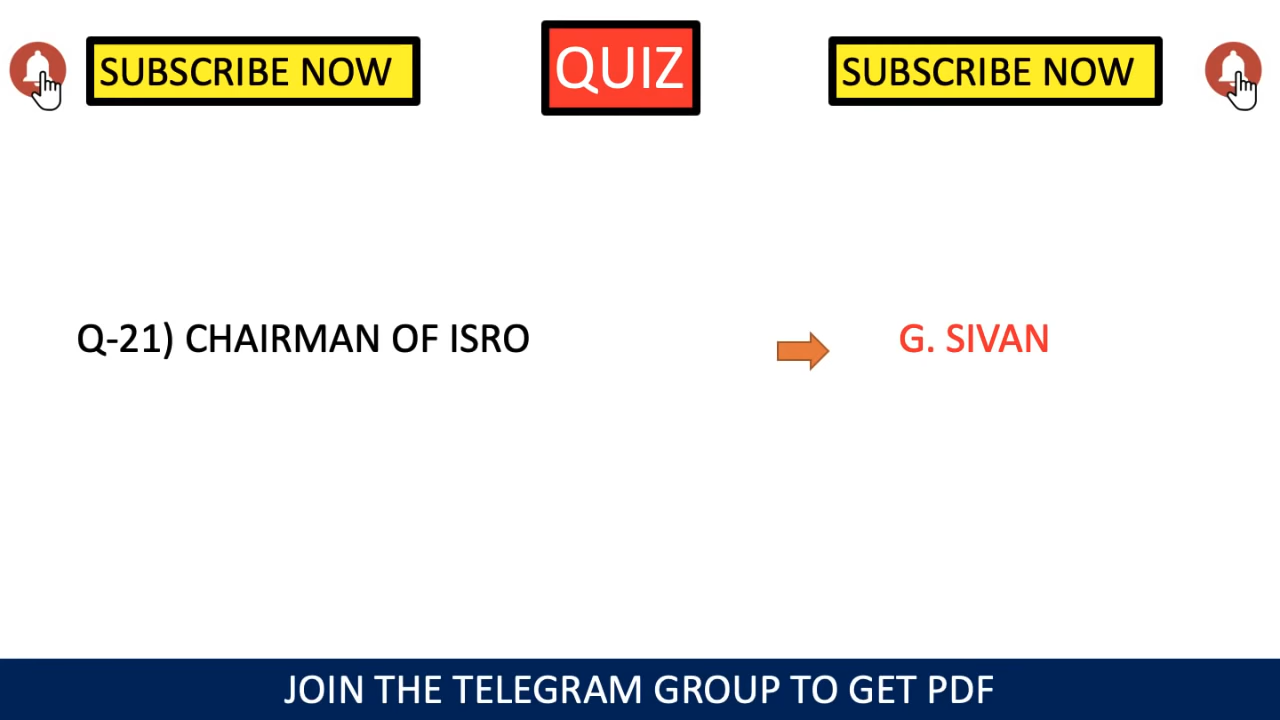 SUBSCRIBE NOW
QUIZ
SUBSCRIBE NOW
Q-21) CHAIRMAN OF ISRO
G. SIVAN
JOIN THE TELEGRAM GROUP TO GET PDF